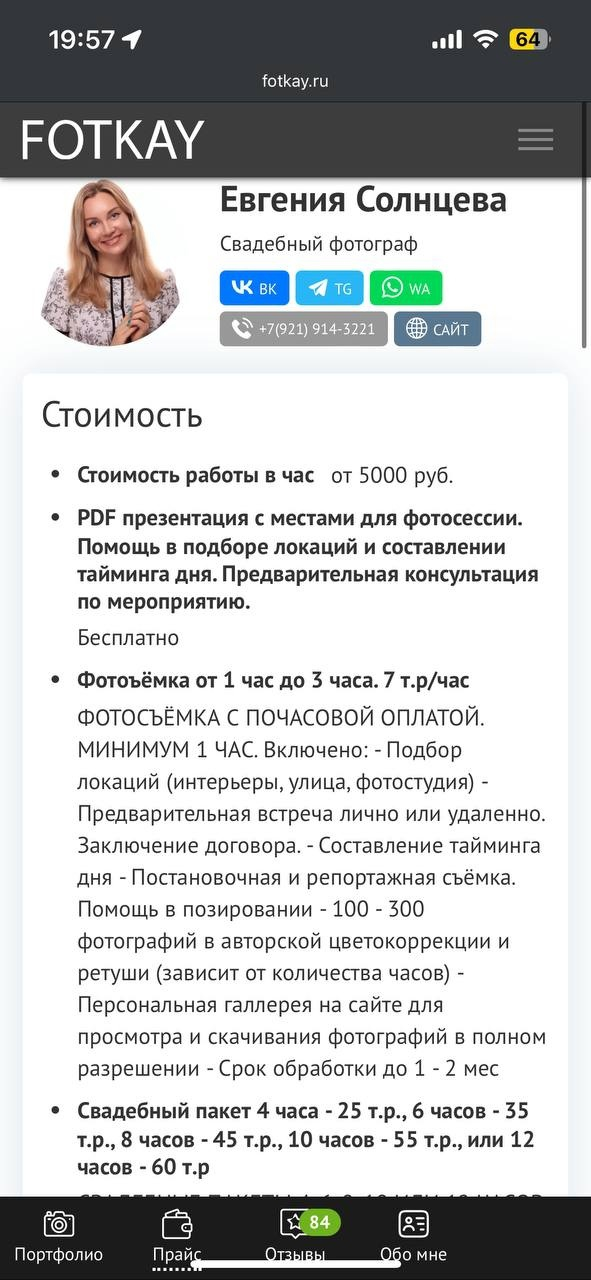 19:57
64
fotkay.ru
FOTKAY
Евгения Солнцева
Свадебный фотограф
ВК
TG
WA
+7(921) 914-3221
САЙТ
Стоимость
• Стоимость работы в час от 5000 руб.
• PDF презентация с местами для фотосессии.
Помощь в подборе локаций и составлении
тайминга дня. Предварительная консультация
по мероприятию.
Бесплатно
• Фотоъёмка от 1 час до 3 часа. 7 т.р/час
ФОТОСЪЁМКА С ПОЧАСОВОЙ ОПЛАТОЙ.
МИНИМУМ 1 ЧАС. Включено: - Подбор
локаций (интерьеры, улица, фотостудия) -
Предварительная встреча лично или удаленно.
Заключение договора. - Составление тайминга
дня - Постановочная и репортажная съёмка.
Помощь в позировании - 100 - 300
фотографий в авторской цветокоррекции и
ретуши (зависит от количества часов) -
Персональная галлерея на сайте для
просмотра и скачивания фотографий в полном
разрешении - Срок обработки до 1 - 2 мес
• Свадебный пакет 4 часа - 25 т.р., 6 часов - 35
т.р., 8 часов - 45 т.р., 10 часов - 55 т.р., или 12
часов - 60 т.р
84
Портфолио
Прайс
Отзывы
Обо мне